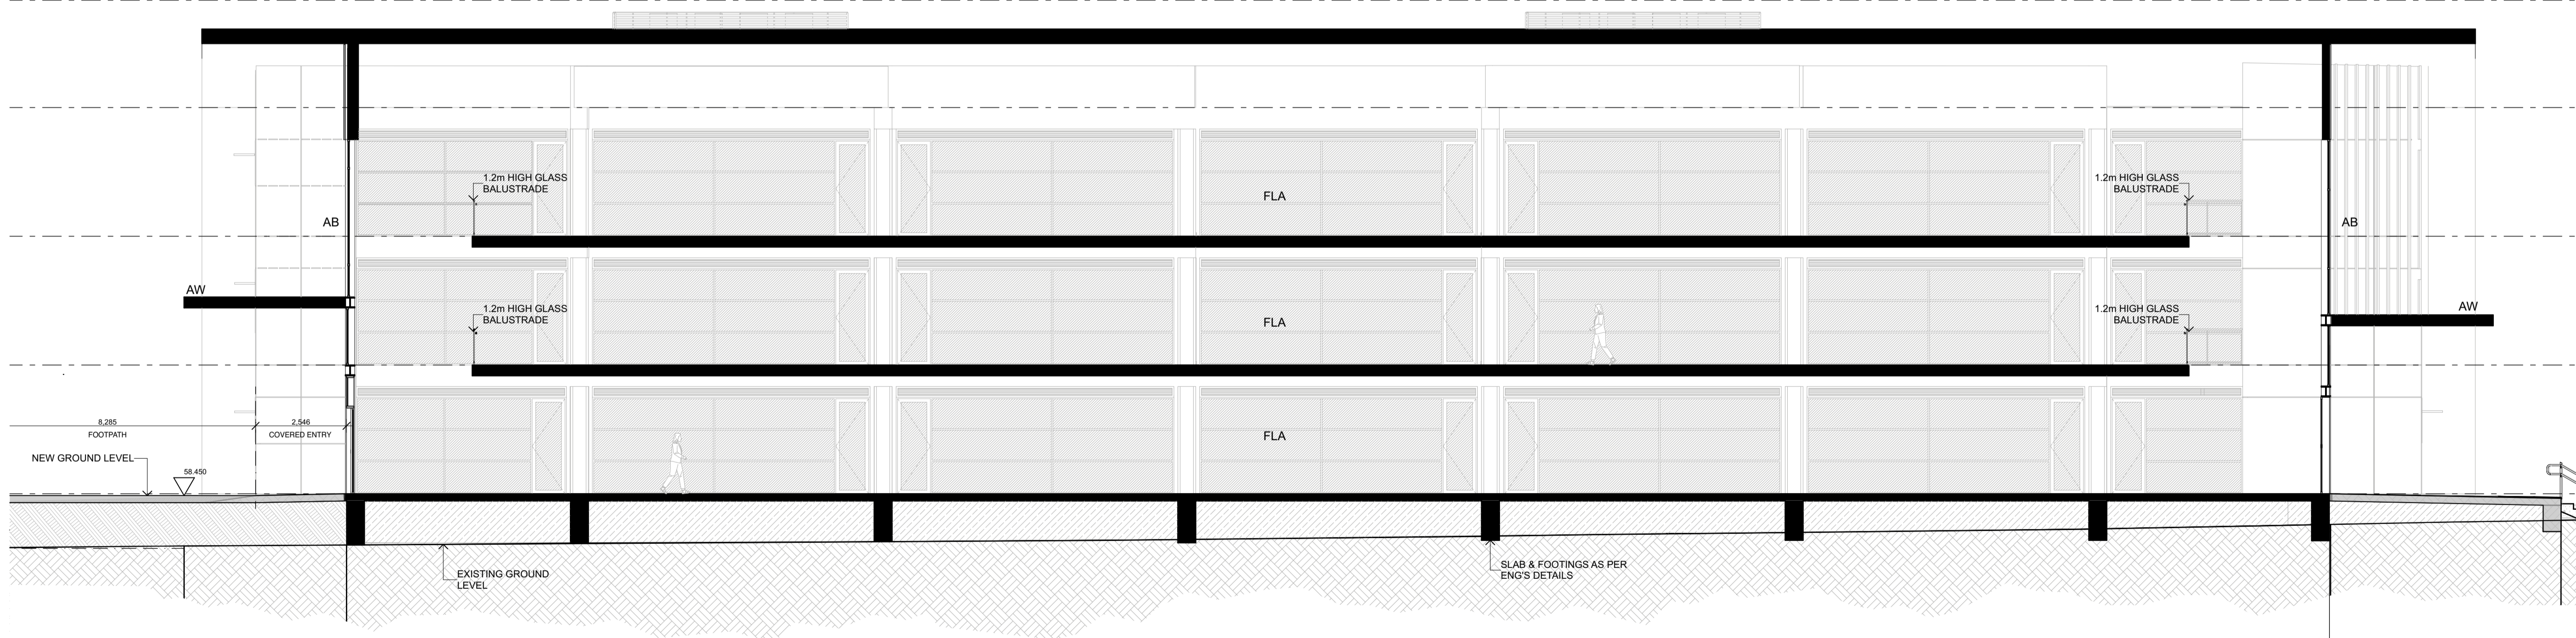 1.2m HIGH GLASS
BALUSTRADE
1.2m HIGH GLASS
BALUSTRADE
FLA
AB
AB
AW
1.2m HIGH GLASS
BALUSTRADE
1.2m HIGH GLASS
BALUSTRADE
AW
FLA
8,285
2,546
FOOTPATH
COVERED ENTRY
FLA
NEW GROUND LEVEL
58.450
EXISTING GROUND
LEVEL
SLAB & FOOTINGS AS PER
ENG'S DETAILS